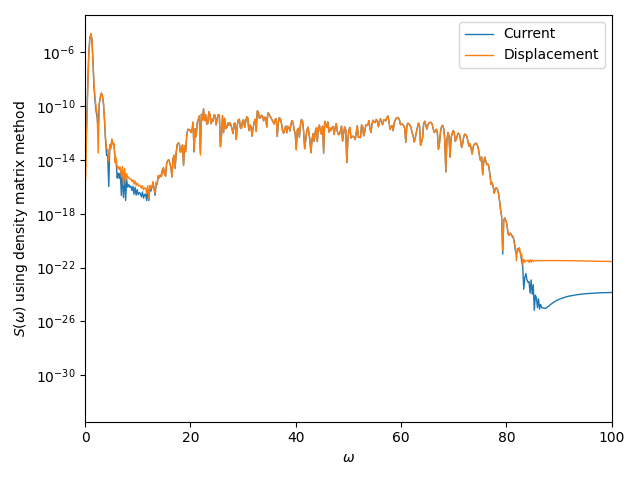 Current
Displacement
10⁻⁶
10⁻¹⁰
10⁻¹⁴
10⁻¹⁸
10⁻²²
10⁻²⁶
10⁻³⁰
S(ω) using density matrix method
0 20 40 60 80 100
ω